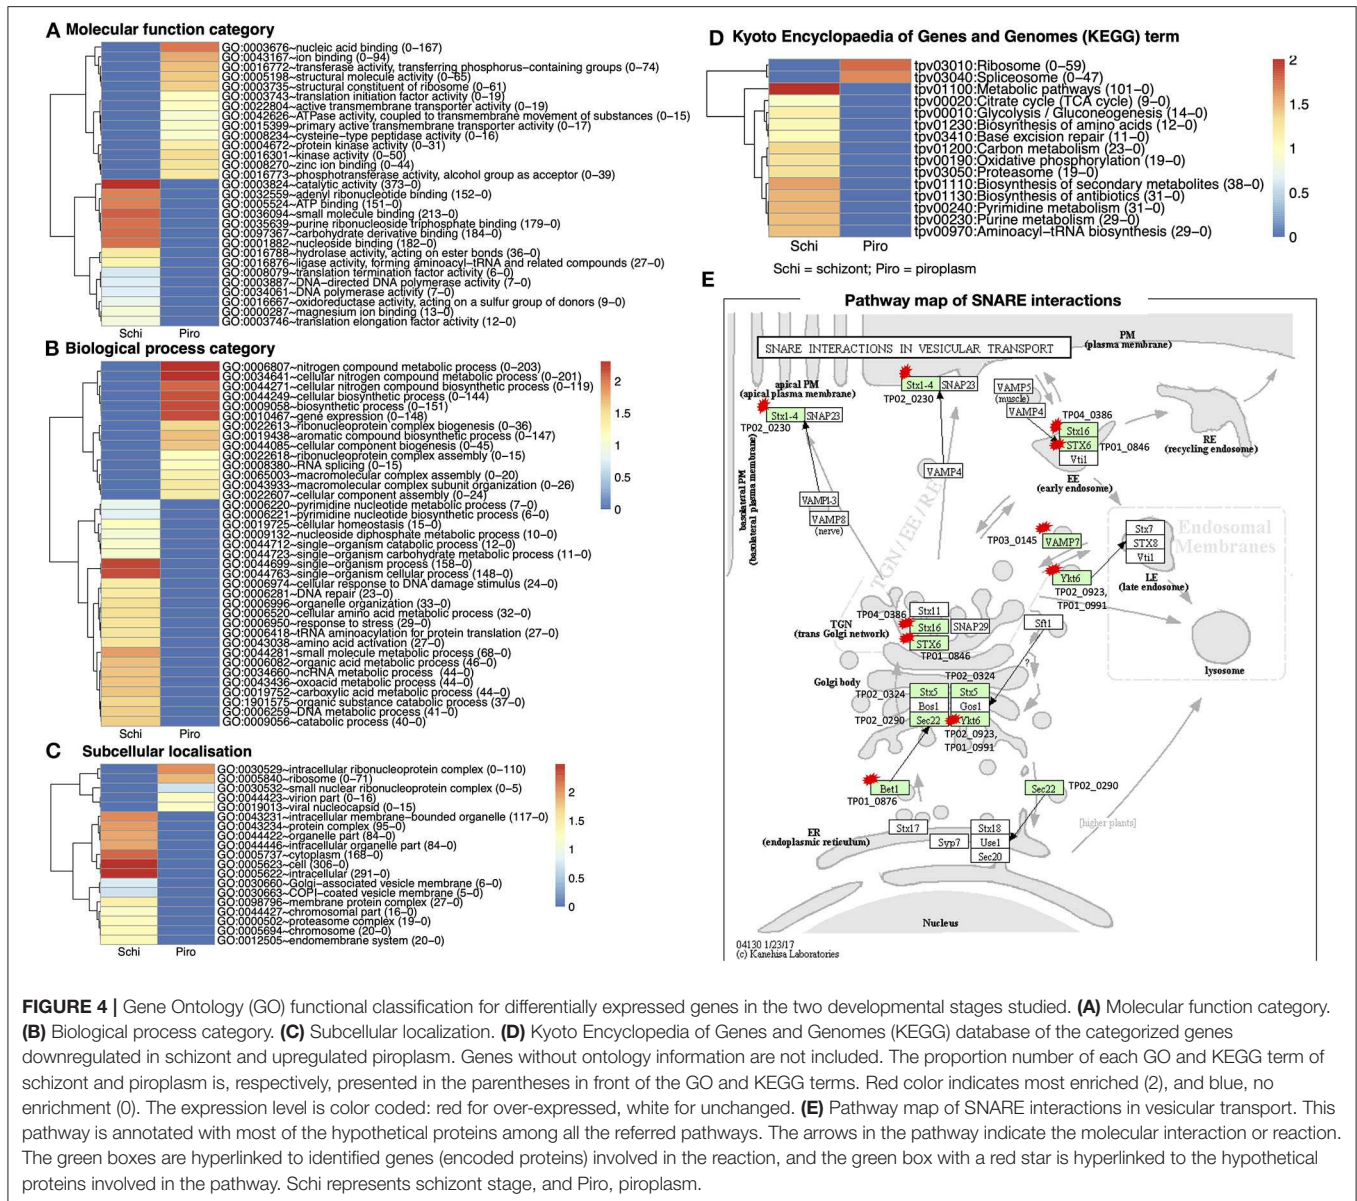 A Molecular function category
GO:0003676~nucleic acid binding (0−167)
GO:0043167~ion binding (0−94)
GO:0016772~transferase activity, transferring phosphorus−containing groups (0−74)
GO:0005198~structural molecule activity (0−65)
GO:0003735~structural constituent of ribosome (0−61)
GO:0003743~translation initiation factor activity (0−19)
GO:0022804~active transmembrane transporter activity (0−19)
GO:0042626~ATPase activity, coupled to transmembrane movement of substances (0−15)
GO:0015399~primary active transmembrane transporter activity (0−17)
GO:0008234~cysteine−type peptidase activity (0−16)
GO:0004672~protein kinase activity (0−31)
GO:0016301~kinase activity (0−50)
GO:0008270~zinc ion binding (0−44)
GO:0016773~phosphotransferase activity, alcohol group as acceptor (0−39)
GO:0003824~catalytic activity (373−0)
GO:0032559~adenyl ribonucleotide binding (152−0)
GO:0005524~ATP binding (151−0)
GO:0036094~small molecule binding (213−0)
GO:0035639~purine ribonucleoside triphosphate binding (179−0)
GO:0097367~carbohydrate derivative binding (184−0)
GO:0001882~nucleoside binding (182−0)
GO:0016788~hydrolase activity, acting on ester bonds (36−0)
GO:0016876~ligase activity, forming aminoacyl−tRNA and related compounds (27−0)
GO:0008079~translation termination factor activity (6−0)
GO:0003887~DNA−directed DNA polymerase activity (7−0)
GO:0034061~DNA polymerase activity (7−0)
GO:0016667~oxidoreductase activity, acting on a sulfur group of donors (9−0)
GO:0000287~magnesium ion binding (13−0)
GO:0003746~translation elongation factor activity (12−0)
Schi Piro
B Biological process category
GO:0006807~nitrogen compound metabolic process (0−203)
GO:0034641~cellular nitrogen compound metabolic process (0−201)
GO:0044271~cellular nitrogen compound biosynthetic process (0−119)
GO:0044249~cellular biosynthetic process (0−144)
GO:0009058~biosynthetic process (0−151)
GO:0010467~gene expression (0−148)
GO:0022613~ribonucleoprotein complex biogenesis (0−36)
GO:0019438~aromatic compound biosynthetic process (0−147)
GO:0044085~cellular component biogenesis (0−45)
GO:0022618~ribonucleoprotein complex assembly (0−15)
GO:0008380~RNA splicing (0−15)
GO:0065003~macromolecular complex assembly (0−20)
GO:0043933~macromolecular complex subunit organization (0−26)
GO:0022607~cellular component assembly (0−24)
GO:0006220~pyrimidine nucleotide metabolic process (7−0)
GO:0006221~pyrimidine nucleotide biosynthetic process (6−0)
GO:0019725~cellular homeostasis (15−0)
GO:0009132~nucleoside diphosphate metabolic process (10−0)
GO:0044712~single−organism catabolic process (12−0)
GO:0044723~single−organism carbohydrate metabolic process (11−0)
GO:0044699~single−organism process (158−0)
GO:0044763~single−organism cellular process (148−0)
GO:0006974~cellular response to DNA damage stimulus (24−0)
GO:0006281~DNA repair (23−0)
GO:0006996~organelle organization (33−0)
GO:0006520~cellular amino acid metabolic process (32−0)
GO:0006950~response to stress (29−0)
GO:0006418~tRNA aminoacylation for protein translation (27−0)
GO:0043038~amino acid activation (27−0)
GO:0044281~small molecule metabolic process (68−0)
GO:0006082~organic acid metabolic process (46−0)
GO:0034660~ncRNA metabolic process (44−0)
GO:0043436~oxoacid metabolic process (44−0)
GO:0019752~carboxylic acid metabolic process (44−0)
GO:1901575~organic substance catabolic process (37−0)
GO:0006259~DNA metabolic process (41−0)
GO:0009056~catabolic process (40−0)
Schi Piro
2
1.5
1
0.5
0
C Subcellular localisation
GO:0030529~intracellular ribonucleoprotein complex (0−110)
GO:0005840~ribosome (0−71)
GO:0030532~small nuclear ribonucleoprotein complex (0−5)
GO:0044423~virion part (0−16)
GO:0019013~viral nucleocapsid (0−15)
GO:0043231~intracellular membrane−bounded organelle (117−0)
GO:0043234~protein complex (95−0)
GO:0044422~organelle part (84−0)
GO:0044446~intracellular organelle part (84−0)
GO:0005737~cytoplasm (168−0)
GO:0005623~cell (306−0)
GO:0005622~intracellular (291−0)
GO:0030660~Golgi−associated vesicle membrane (6−0)
GO:0030663~COPI−coated vesicle membrane (5−0)
GO:0098796~membrane protein complex (27−0)
GO:0044427~chromosomal part (16−0)
GO:0000502~proteasome complex (19−0)
GO:0005694~chromosome (20−0)
GO:0012505~endomembrane system (20−0)
Schi Piro
2
1.5
1
0.5
0
D Kyoto Encyclopaedia of Genes and Genomes (KEGG) term
tpv03010:Ribosome (0−59)
tpv03040:Spliceosome (0−47)
tpv01100:Metabolic pathways (101−0)
tpv00020:Citrate cycle (TCA cycle) (9−0)
tpv00010:Glycolysis / Gluconeogenesis (14−0)
tpv01230:Biosynthesis of amino acids (12−0)
tpv03410:Base excision repair (11−0)
tpv01200:Carbon metabolism (23−0)
tpv00190:Oxidative phosphorylation (19−0)
tpv03050:Proteasome (19−0)
tpv01110:Biosynthesis of secondary metabolites (38−0)
tpv01130:Biosynthesis of antibiotics (31−0)
tpv00240:Pyrimidine metabolism (31−0)
tpv00230:Purine metabolism (29−0)
tpv00970:Aminoacyl−tRNA biosynthesis (29−0)
Schi Piro
2
1.5
1
0.5
0
Schi = schizont; Piro = piroplasm
E
Pathway map of SNARE interactions
SNARE INTERACTIONS IN VESICULAR TRANSPORT
PM
(plasma membrane)
apical PM
(apical plasma membrane)
Stx1-4 SNAP23
TP02_0230
Stx1-4 SNAP23
TP02_0230
VAMP5
(muscle)
VAMP4
TP04_0386
Stx16
STX6 TP01_0846
Vti1
EE
(early endosome)
RE
(recycling endosome)
basolateral PM
(basolateral plasma membrane)
VAMP4
VAMP1-3
VAMP8
(nerve)
TGN / EE / RE
TP03_0145 VAMP7
Stx7
STX8
Vti1
LE
(late endosome)
Endosomal
Membranes
Ykt6
TP02_0923,
TP01_0991
TGN
(trans Golgi network)
TP04_0386
Stx11
Stx16 SNAP29
STX6
TP01_0846
Sft1
?
lysosome
Golgi body
TP02_0324
TP02_0324
Stx5 Stx5
Bos1 Gos1
TP02_0290 Sec22 Ykt6
TP02_0923,
TP01_0991
Bet1
TP01_0876
Sec22 TP02_0290
ER
(endoplasmic reticulum)
Stx17
Syp7
Stx18
Use1
Sec20
[higher plants]
Nucleus
04130 1/23/17
(c) Kanehisa Laboratories
FIGURE 4 | Gene Ontology (GO) functional classification for differentially expressed genes in the two developmental stages studied. (A) Molecular function category.
(B) Biological process category. (C) Subcellular localization. (D) Kyoto Encyclopedia of Genes and Genomes (KEGG) database of the categorized genes
downregulated in schizont and upregulated piroplasm. Genes without ontology information are not included. The proportion number of each GO and KEGG term of
schizont and piroplasm is, respectively, presented in the parentheses in front of the GO and KEGG terms. Red color indicates most enriched (2), and blue, no
enrichment (0). The expression level is color coded: red for over-expressed, white for unchanged. (E) Pathway map of SNARE interactions in vesicular transport. This
pathway is annotated with most of the hypothetical proteins among all the referred pathways. The arrows in the pathway indicate the molecular interaction or reaction.
The green boxes are hyperlinked to identified genes (encoded proteins) involved in the reaction, and the green box with a red star is hyperlinked to the hypothetical
proteins involved in the pathway. Schi represents schizont stage, and Piro, piroplasm.